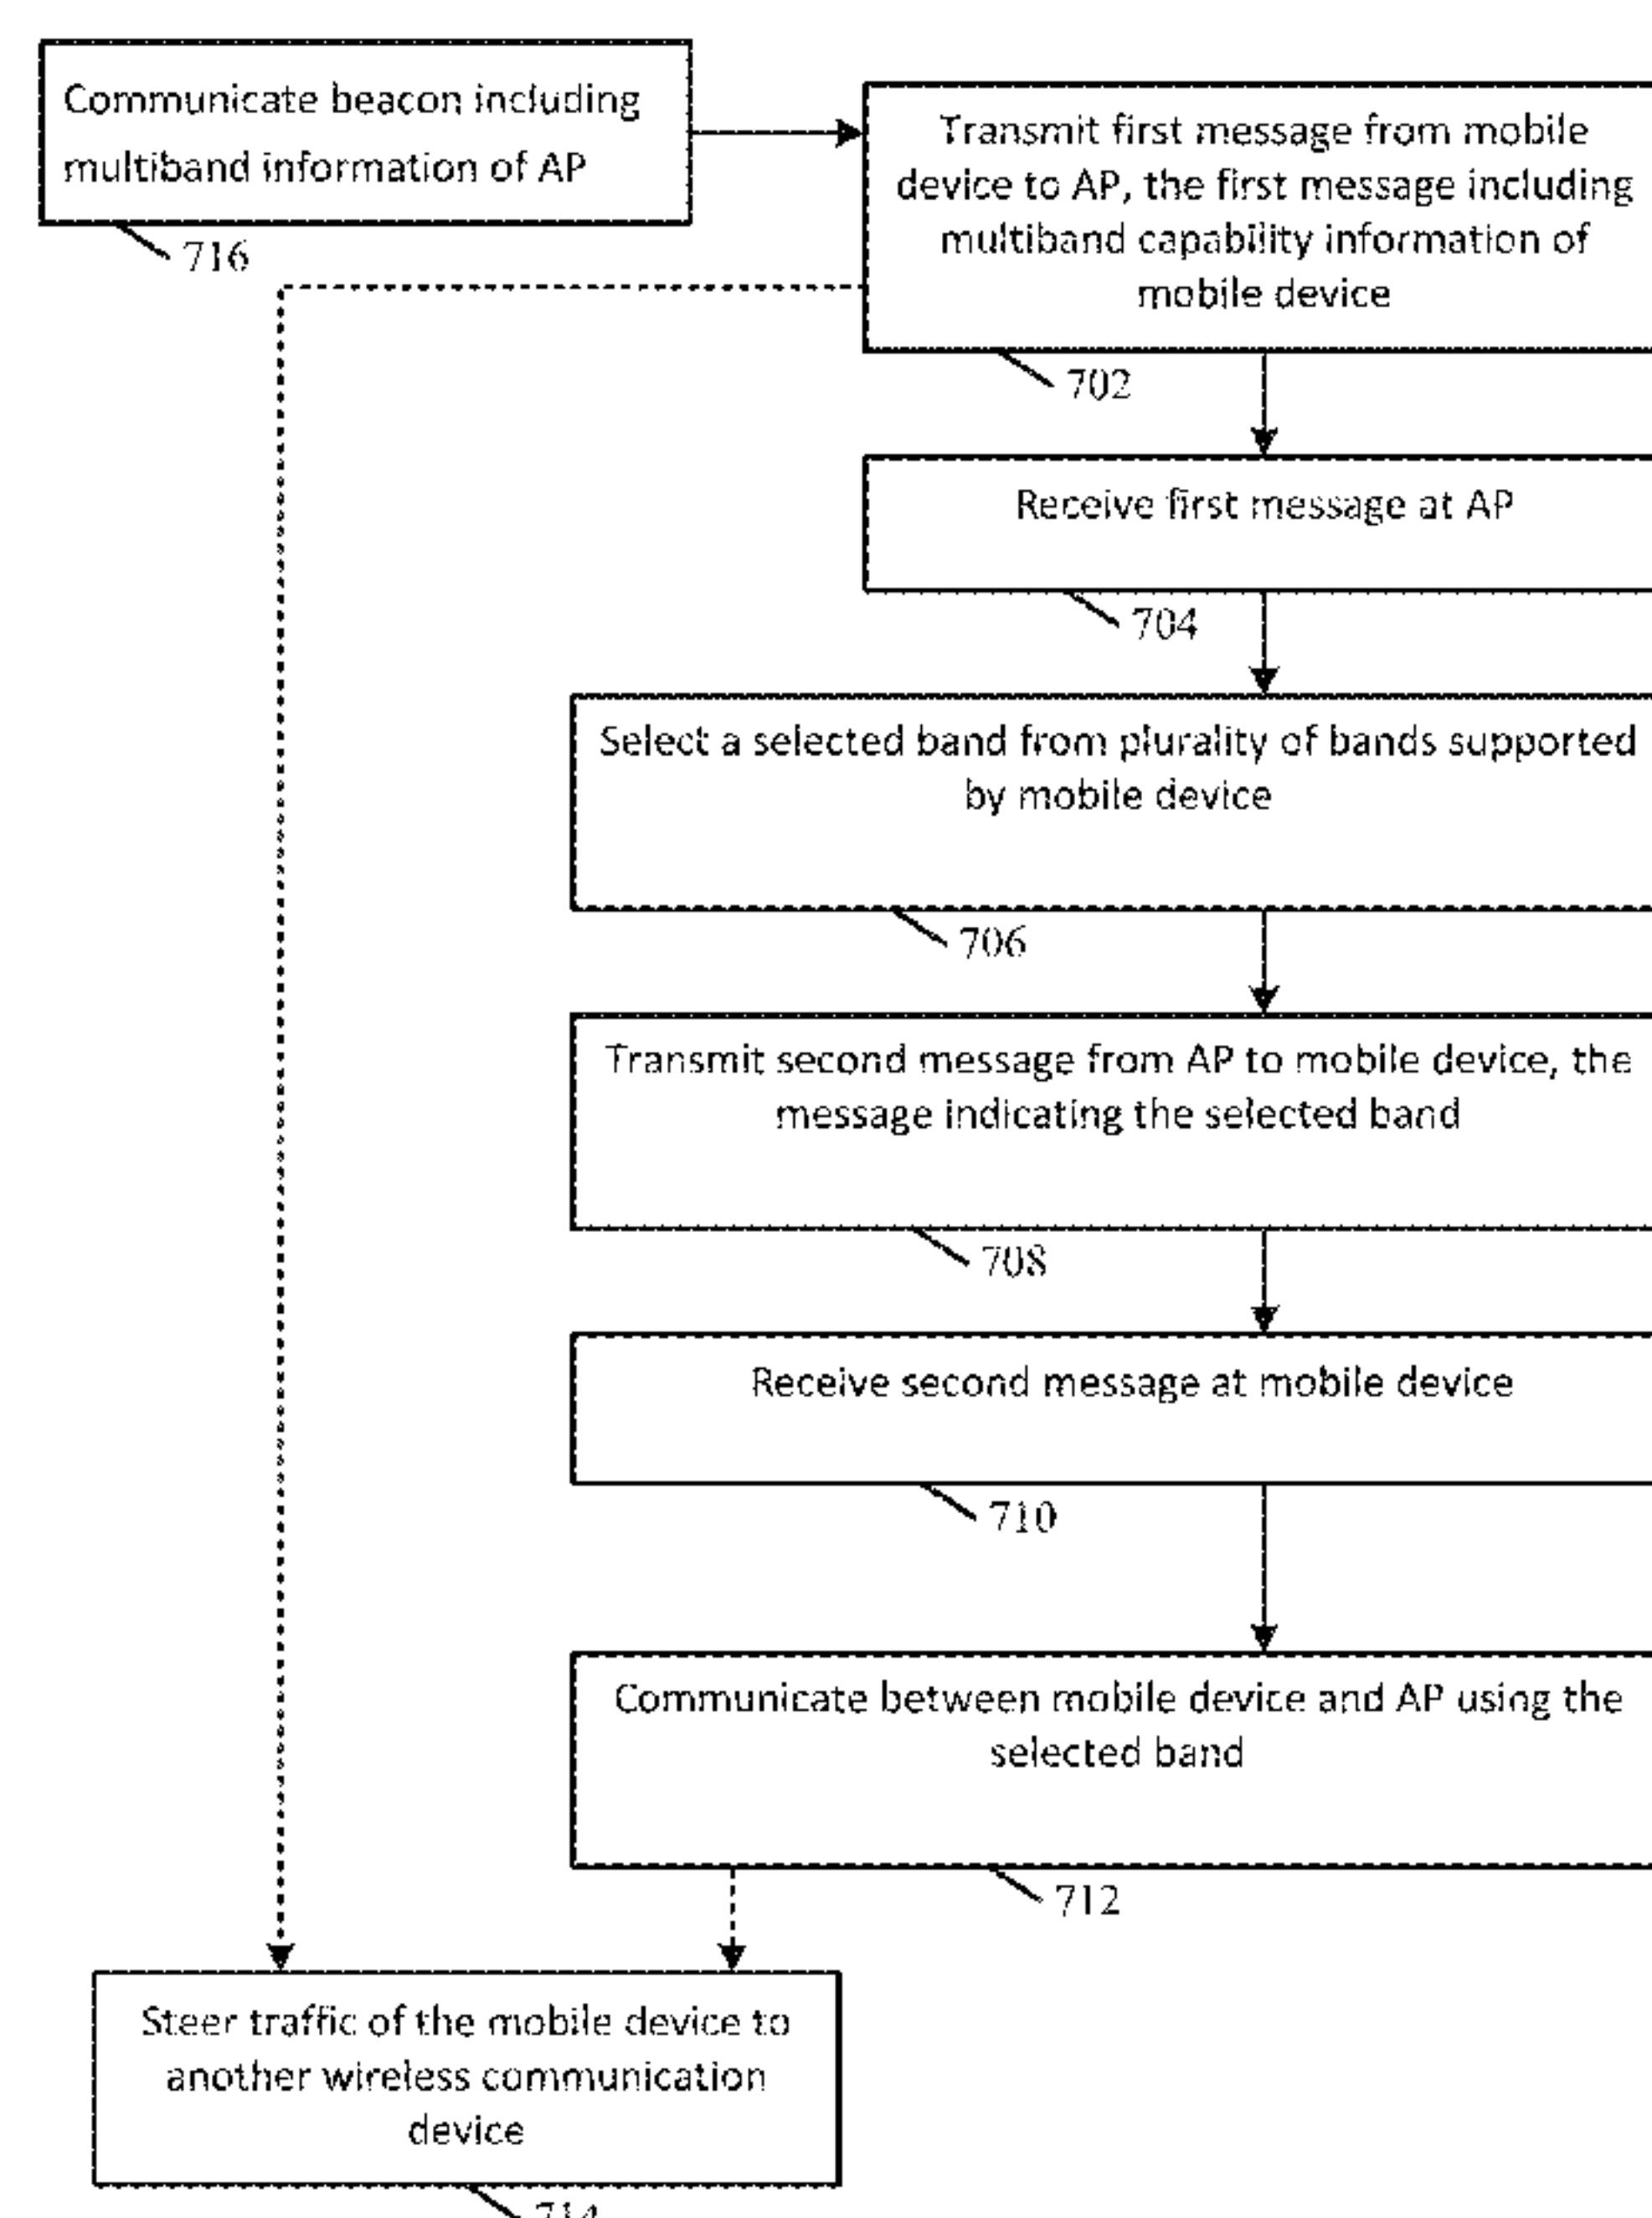 Communicate beacon including
multiband information of AP
716
Transmit first message from mobile
device to AP, the first message including
multiband capability information of
mobile device
702
Receive first message at AP
704
Select a selected band from plurality of bands supported
by mobile device
706
Transmit second message from AP to mobile device, the
message indicating the selected band
708
Receive second message at mobile device
710
Communicate between mobile device and AP using the
selected band
712
Steer traffic of the mobile device to
another wireless communication
device
714